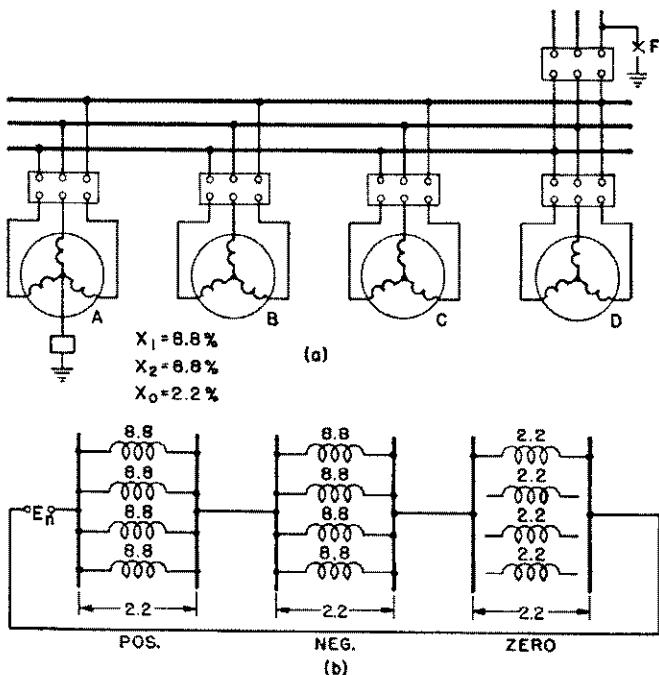 F
A
B
C
D
X₁=8.8%
X₂=8.8%
X₀=2.2%
(a)
8.8
8.8
2.2
8.8
8.8
2.2
Eₙ
8.8
8.8
2.2
8.8
8.8
2.2
2.2
2.2
2.2
POS.
NEG.
ZERO
(b)